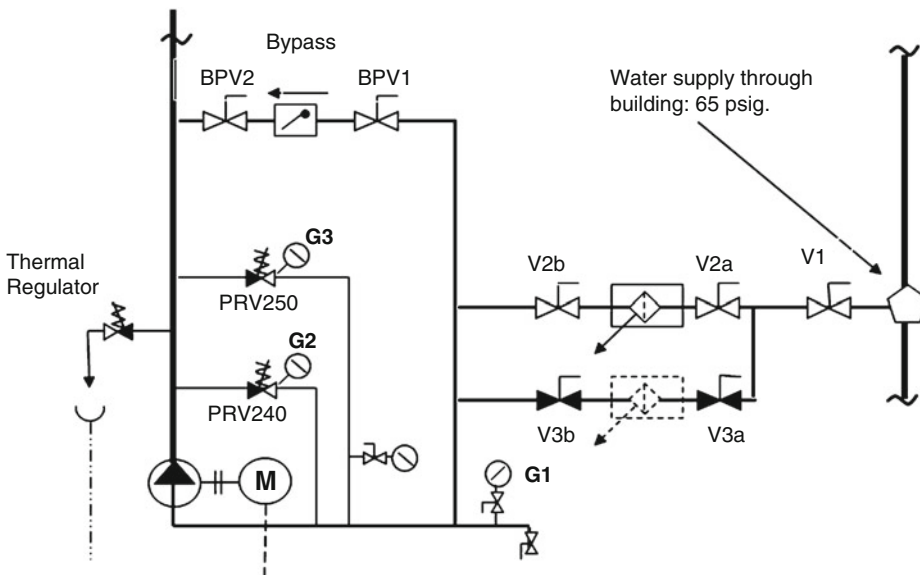 Bypass
BPV2
BPV1
Water supply through
building: 65 psig.
G3
Thermal
Regulator
PRV250
V2b
V2a
V1
G2
PRV240
V3b
V3a
M
G1